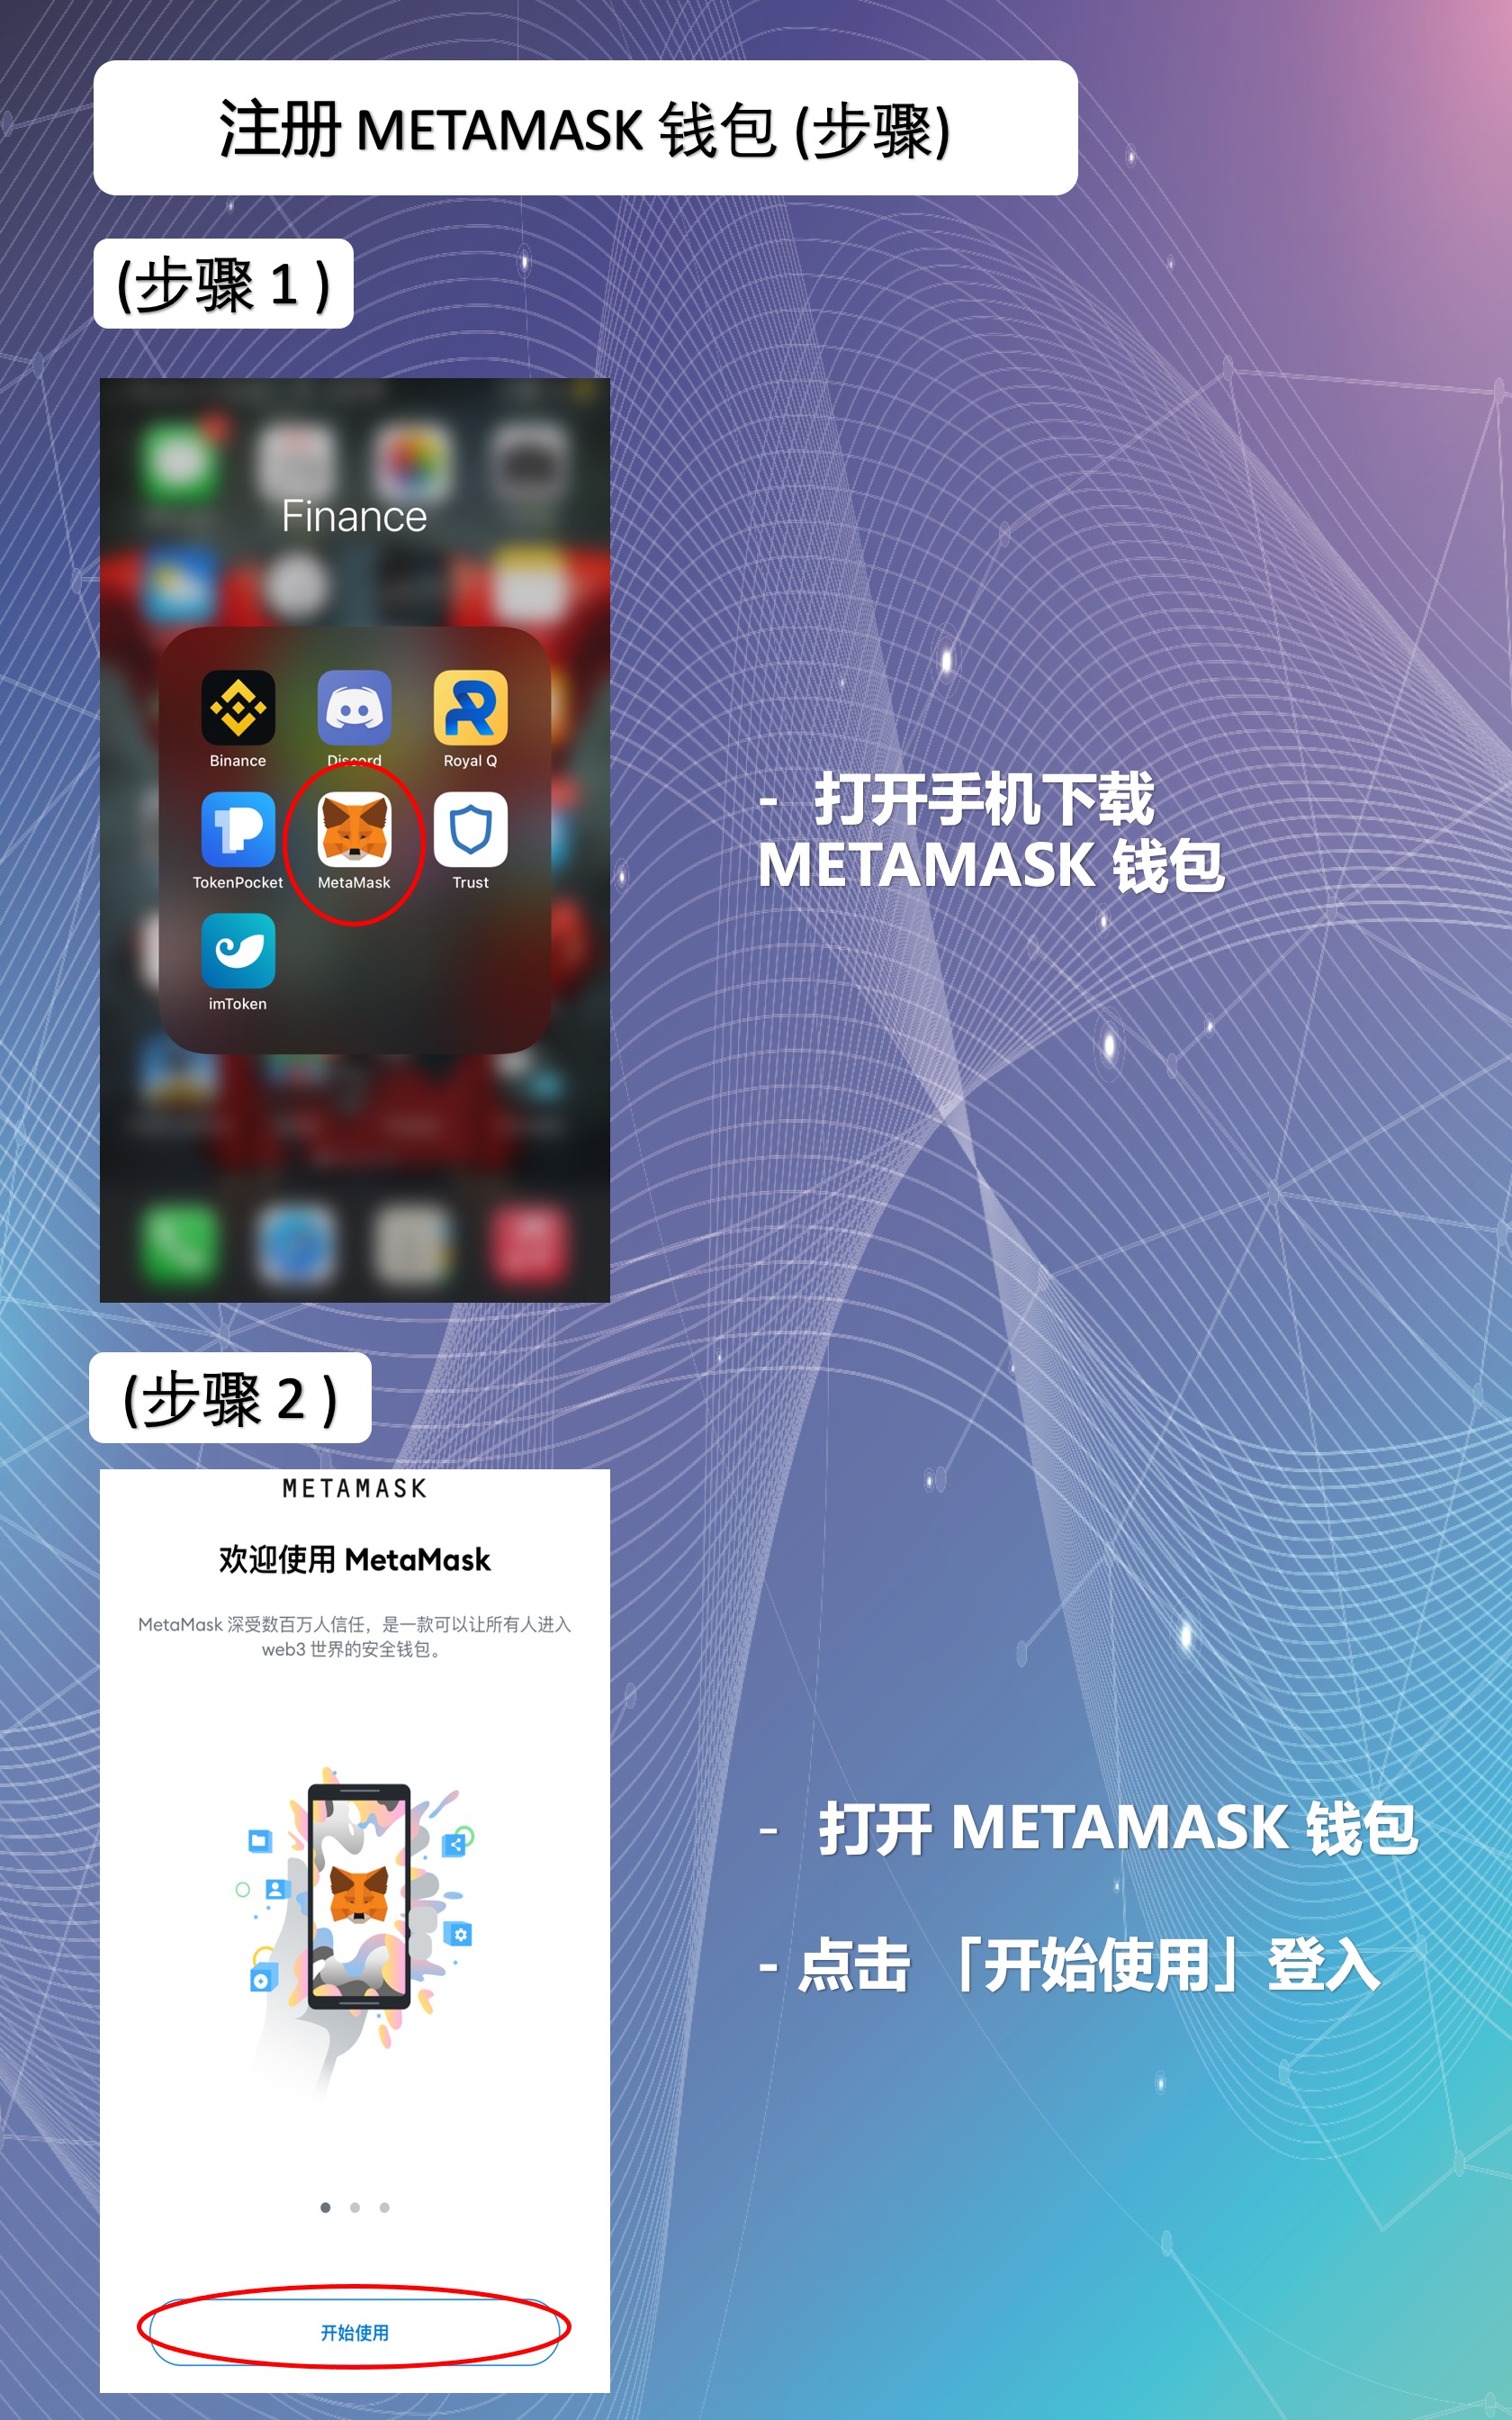 注册 METAMASK 钱包 (步骤)
(步骤 1 )
Finance
Binance
Discord
Royal Q
TokenPocket
MetaMask
Trust
imToken
- 打开手机下载
METAMASK 钱包
(步骤 2 )
METAMASK
欢迎使用 MetaMask
MetaMask 深受数百万人信任，是一款可以让所有人进入
web3 世界的安全钱包。
开始使用
- 打开 METAMASK 钱包
- 点击 「开始使用」登入